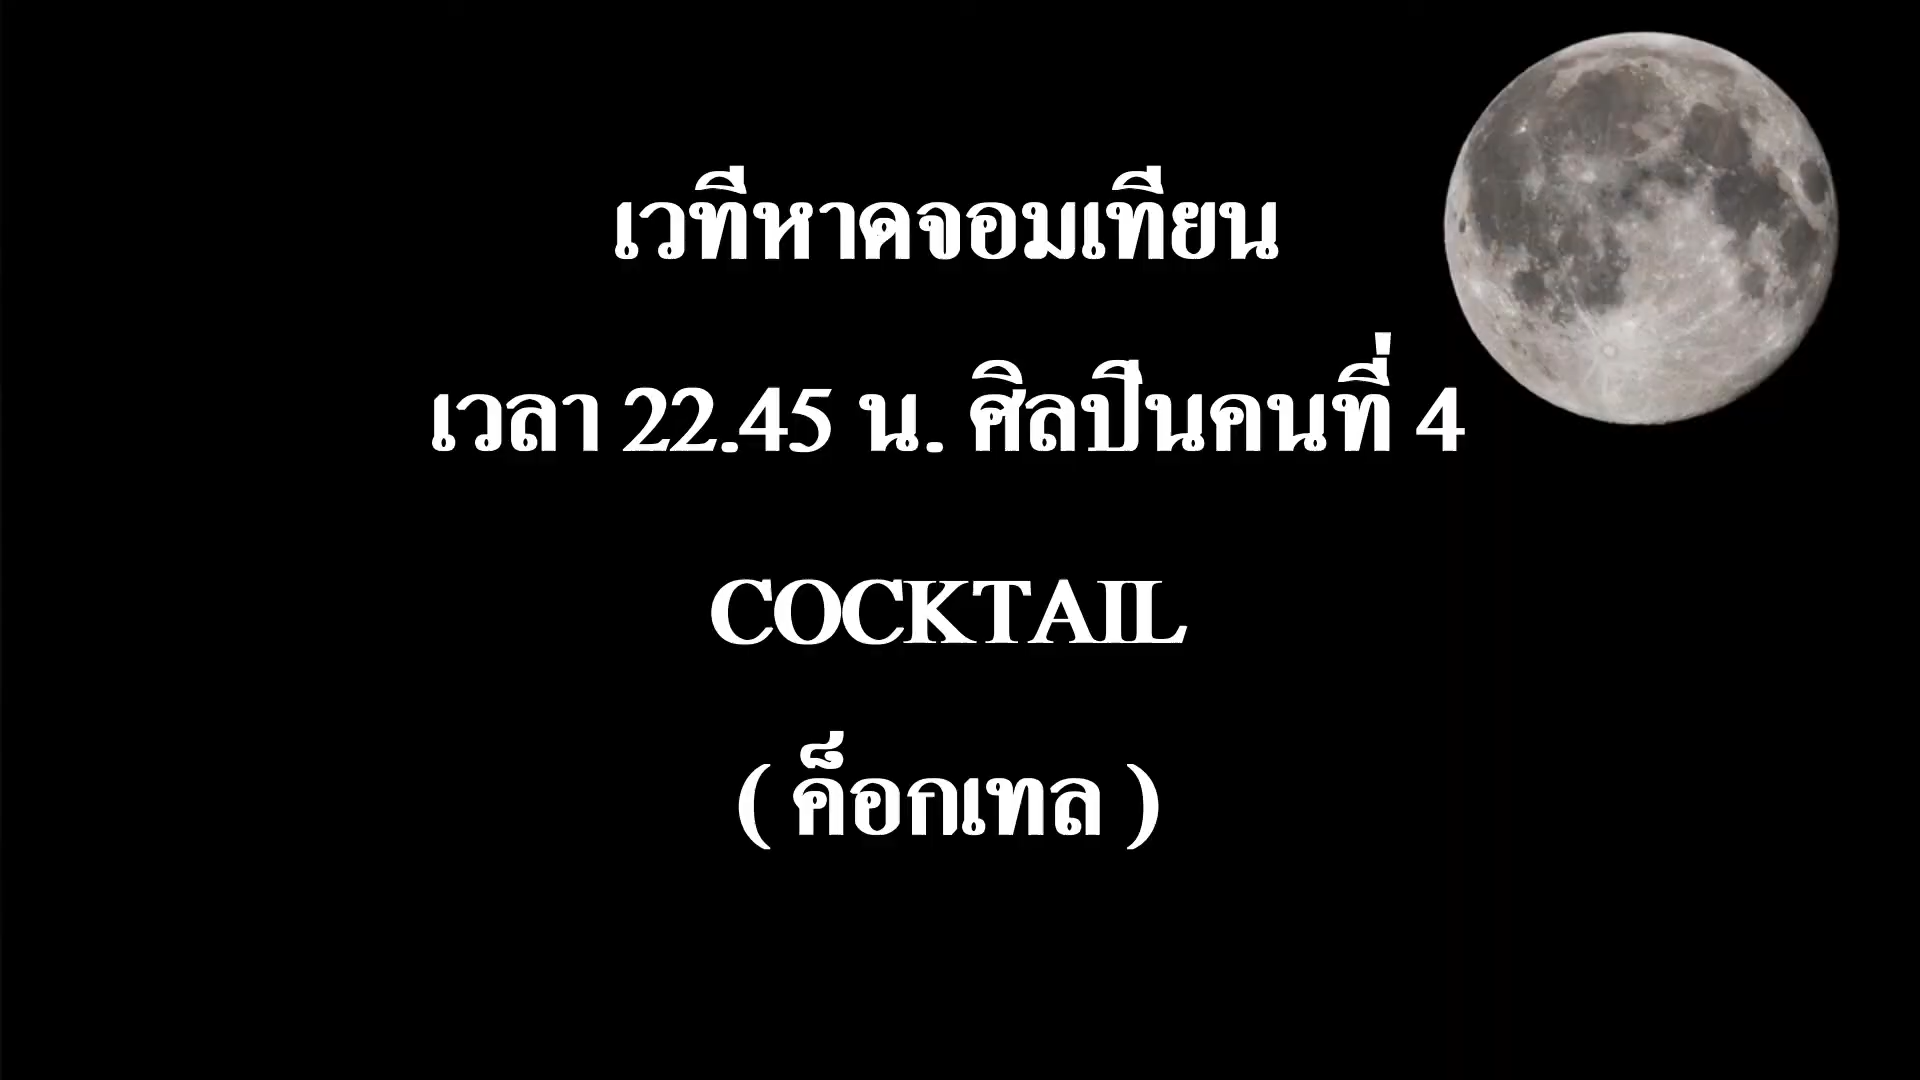 เวทีหาดจอมเทียน
เวลา 22.45 น. ศิลปินคนที่ 4
COCKTAIL
( ค็อกเทล )